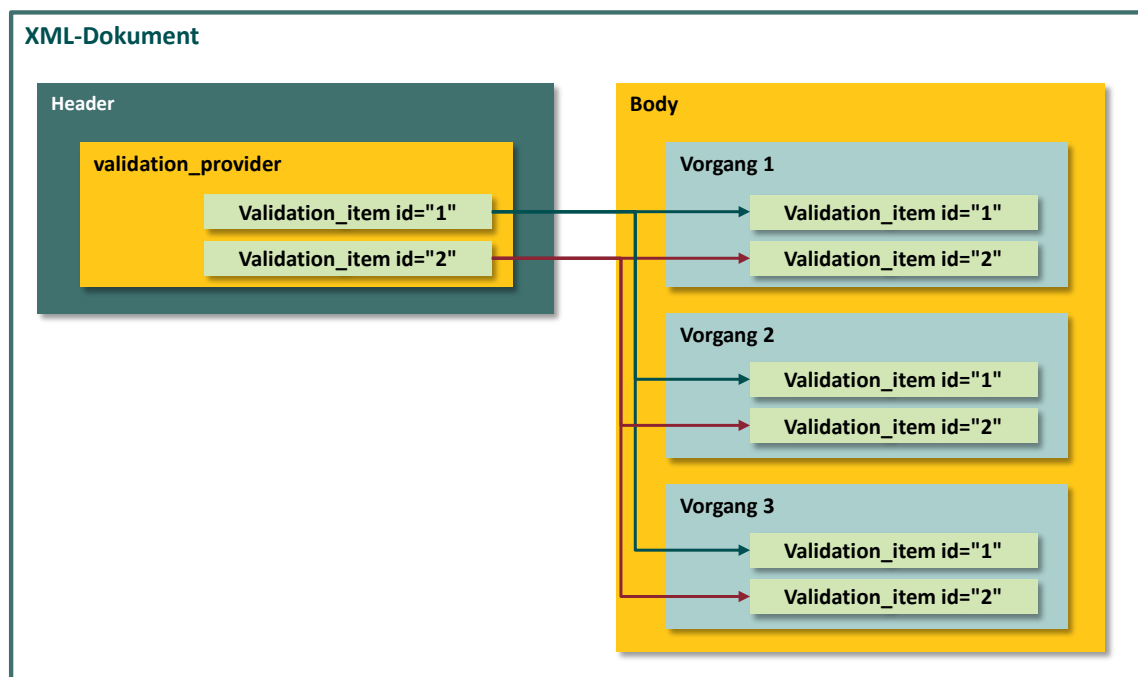 XML-Dokument
Header
validation_provider
Validation_item id="1"
Validation_item id="2"
Body
Vorgang 1
Validation_item id="1"
Validation_item id="2"
Vorgang 2
Validation_item id="1"
Validation_item id="2"
Vorgang 3
Validation_item id="1"
Validation_item id="2"